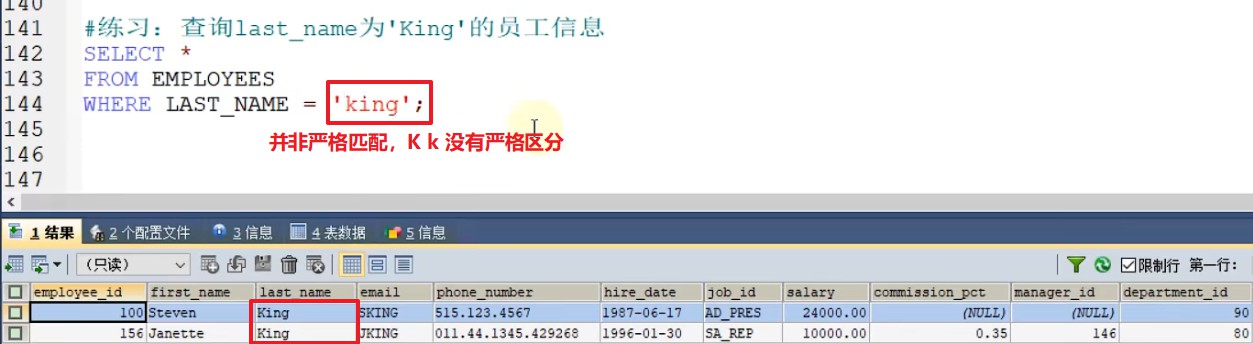 140
141 #练习：查询last_name为'King'的员工信息
142 SELECT *
143 FROM EMPLOYEES
144 WHERE LAST_NAME = 'king';
145
并非严格匹配，K k 没有严格区分
146
147
1 结果 2 个配置文件 3 信息 4 表数据 5 信息
（只读） 限制行 第一行：
employee_id first_name last_name email phone_number hire_date job_id salary commission_pct manager_id department_id
100 Steven King SKING 515.123.4567 1987-06-17 AD_PRES 24000.00 (NULL) (NULL) 90
156 Janette King JKING 011.44.1345.429268 1996-01-30 SA_REP 10000.00 0.35 146 80